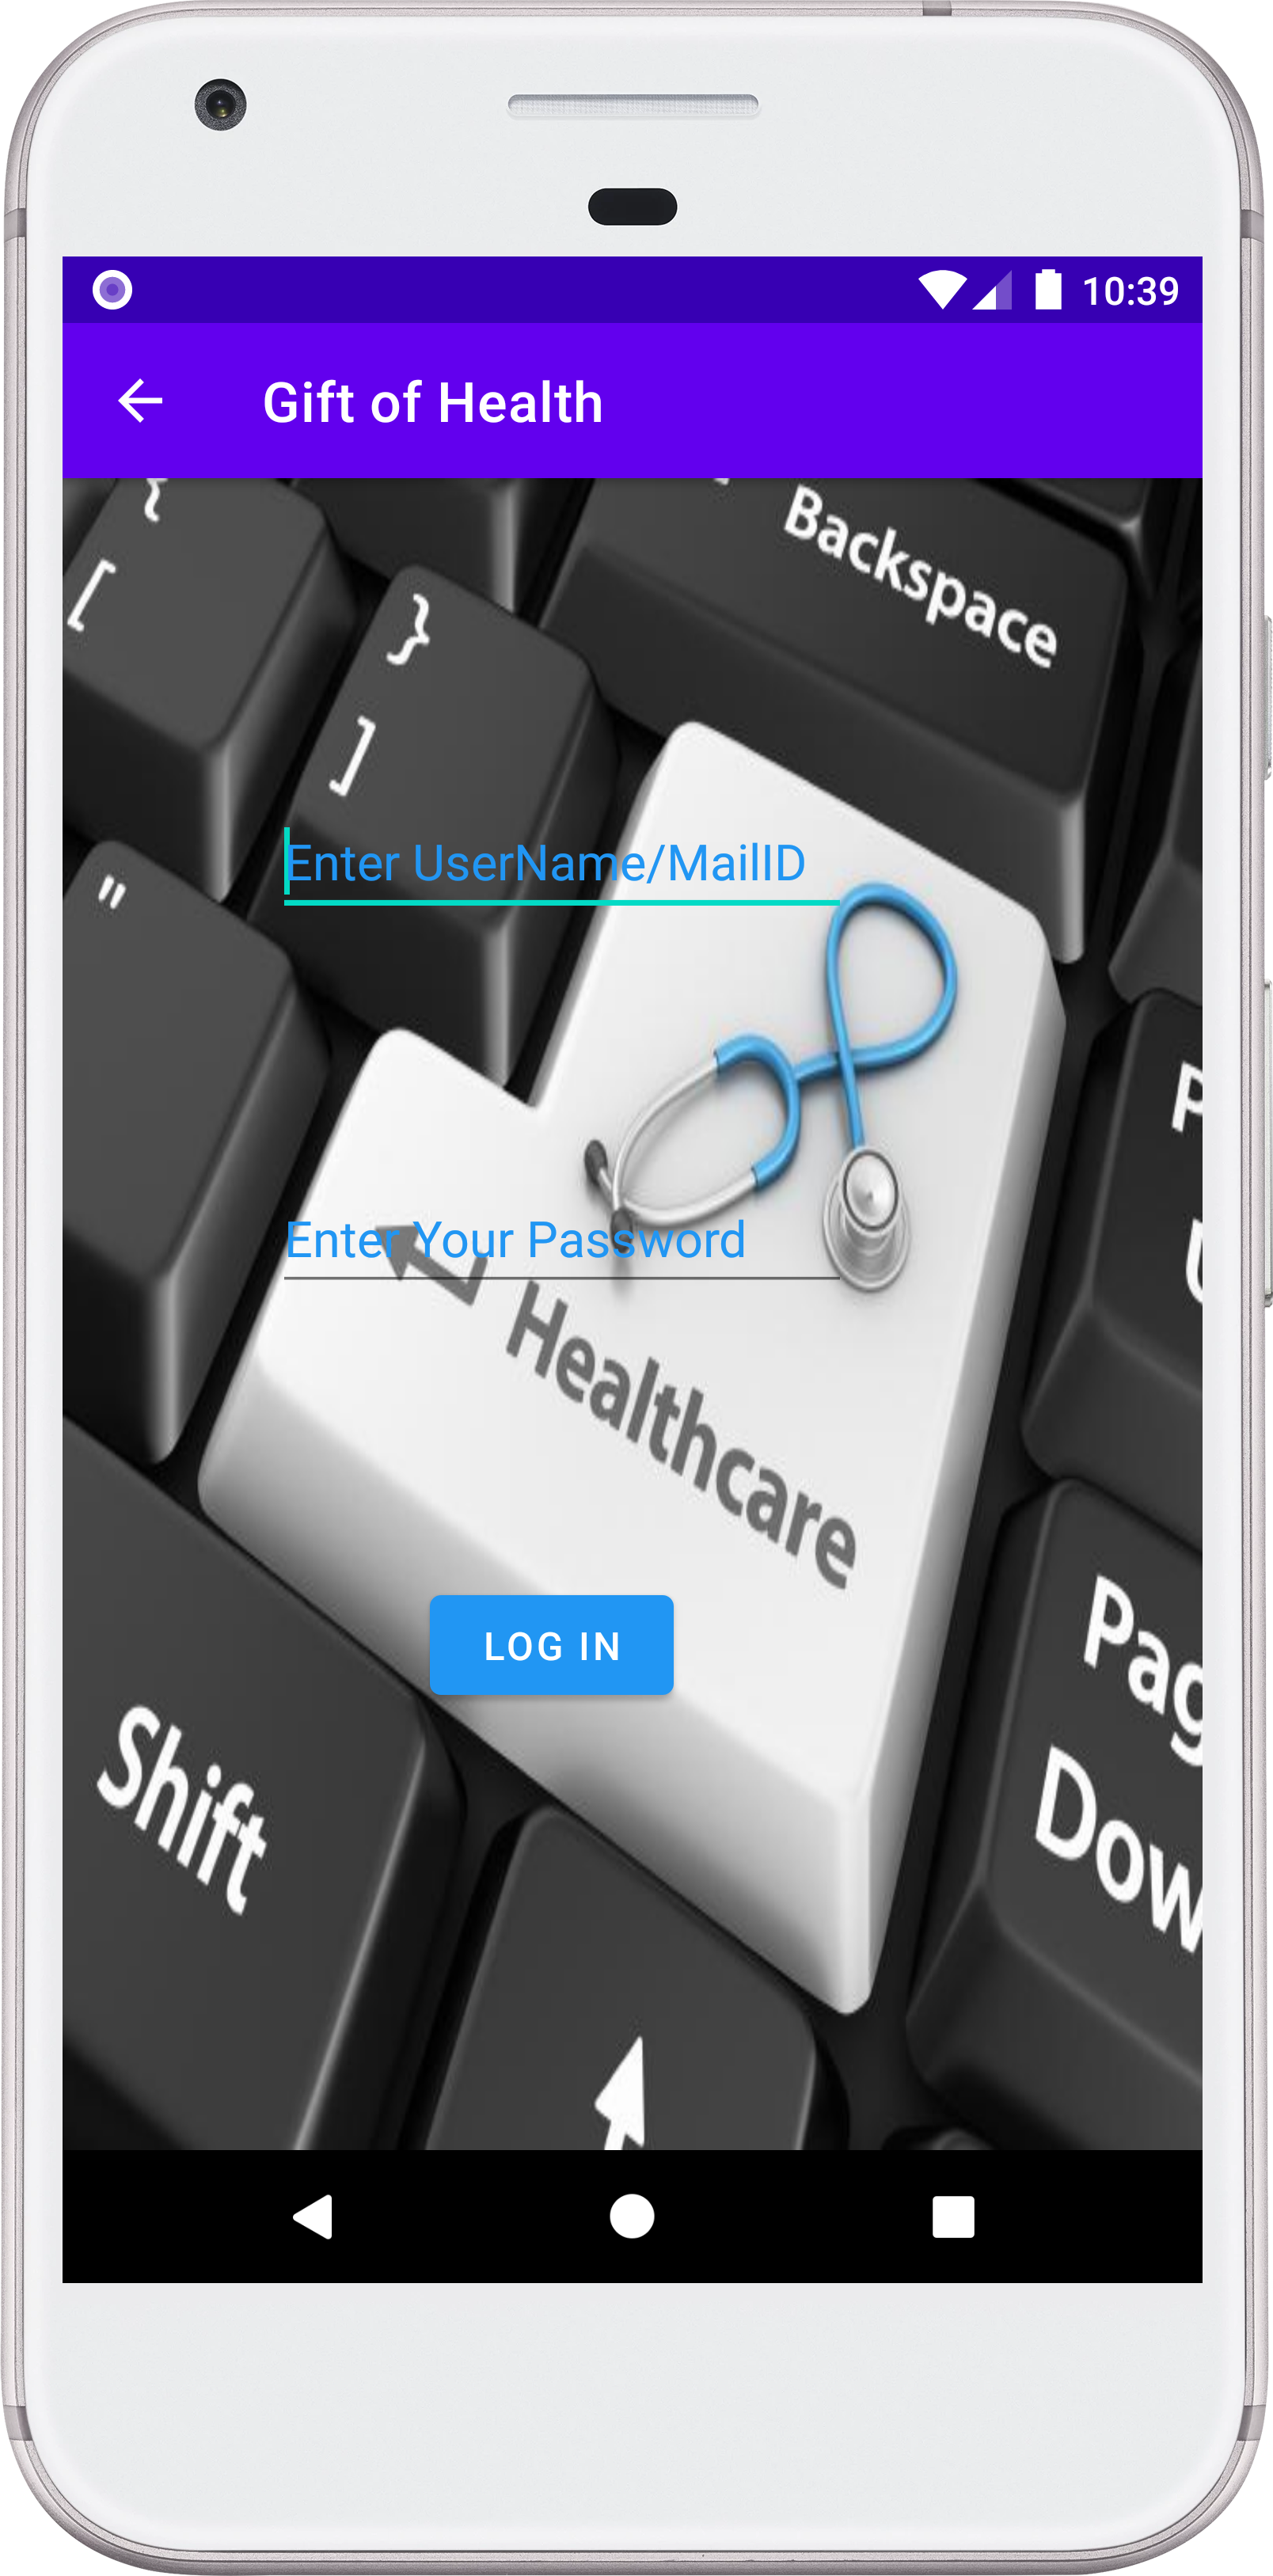 10:39
Gift of Health
{
[
Backspace
}
]
Enter UserName/MailID
"
P
U
Enter Your Password
Healthcare
LOG IN
Pag
Dow
Shift